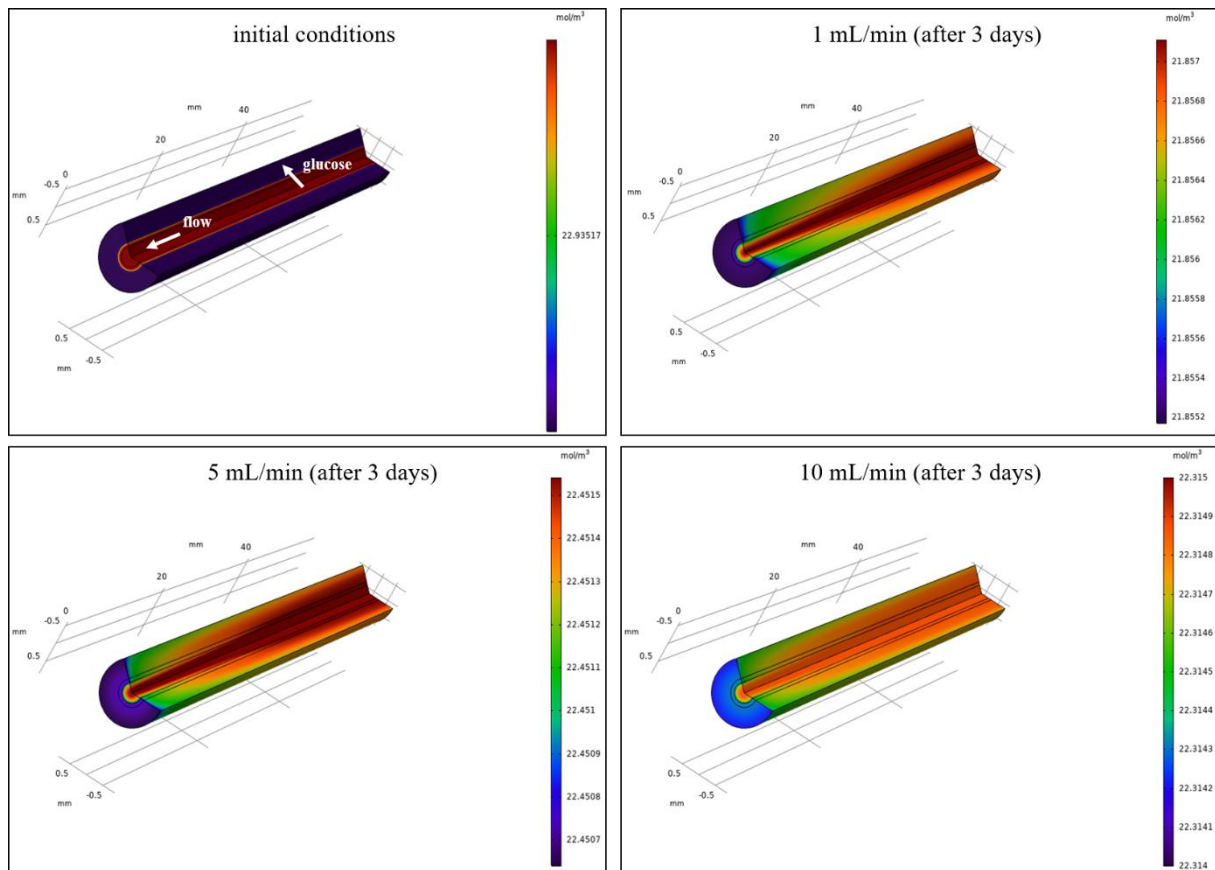 initial conditions
mol/m³
mm
40
20
0
-0.5
mm
0.5
glucose
flow
22.93517
0.5
-0.5
mm
1 mL/min (after 3 days)
mol/m³
21.857
21.8568
21.8566
21.8564
21.8562
21.856
21.8558
21.8556
21.8554
21.8552
mm
40
20
0
-0.5
mm
0.5
0.5
-0.5
mm
5 mL/min (after 3 days)
mol/m³
22.4515
22.4514
22.4513
22.4512
22.4511
22.451
22.4509
22.4508
22.4507
mm
40
20
0
-0.5
mm
0.5
0.5
-0.5
mm
10 mL/min (after 3 days)
mol/m³
22.315
22.3149
22.3148
22.3147
22.3146
22.3145
22.3144
22.3143
22.3142
22.3141
22.314
mm
40
20
0
-0.5
mm
0.5
0.5
-0.5
mm